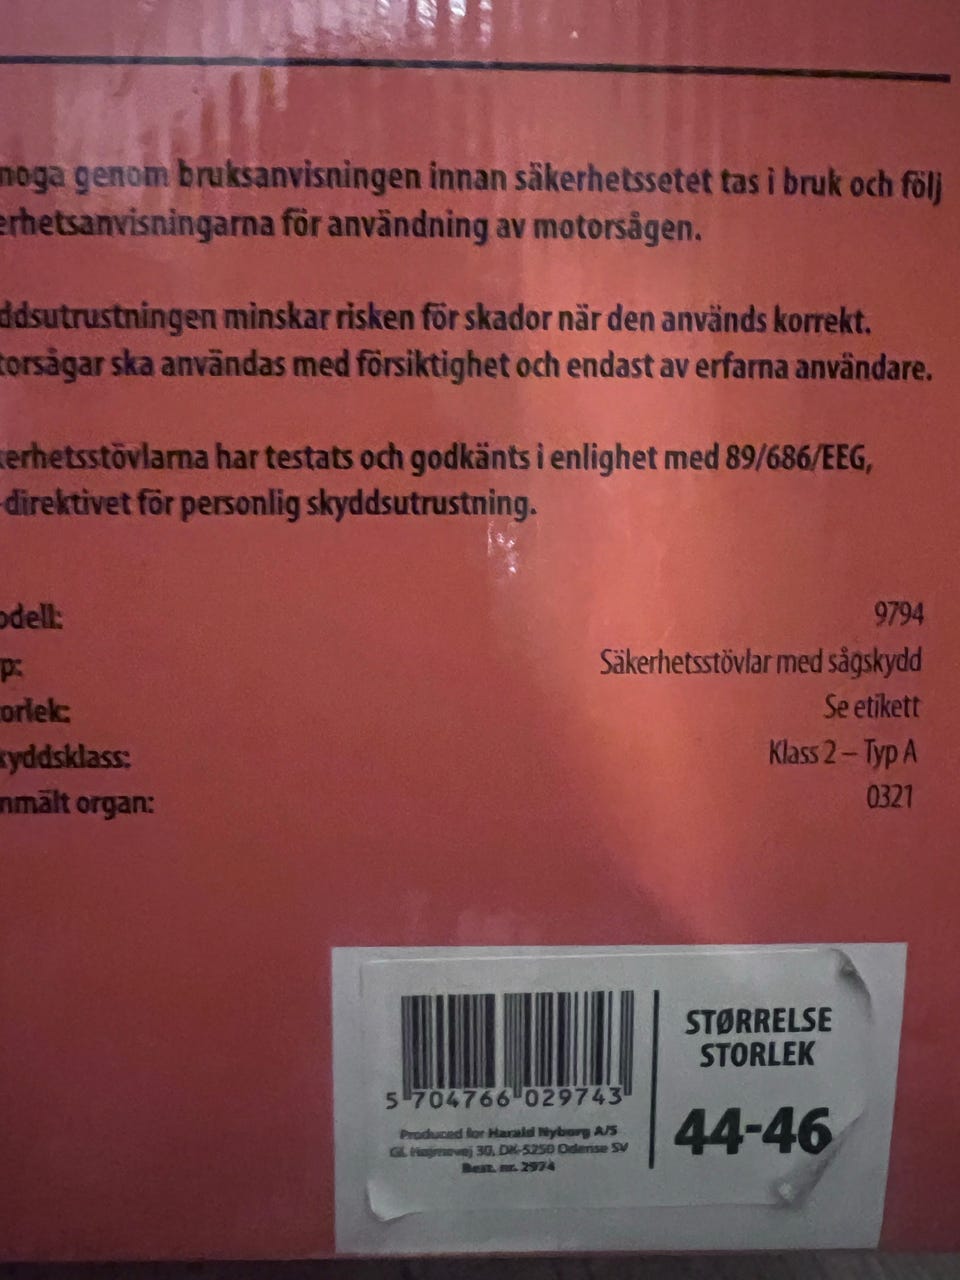 noga genom bruksanvisningen innan säkerhetssetet tas i bruk och följ
erhetsanvisningarna för användning av motorsågen.
ddsutrustningen minskar risken för skador när den används korrekt.
torsågar ska användas med försiktighet och endast av erfarna användare.
kerhetsstövlarna har testats och godkänts i enlighet med 89/686/EEG,
-direktivet för personlig skyddsutrustning.
odell: 9794
p: Säkerhetsstövlar med sågskydd
orlek: Se etikett
kyddsklass: Klass 2 – Typ A
nmält organ: 0321
STØRRELSE
STORLEK
44-46
5 704766 029743
Produced for Harald Nyborg A/S
Gl. Højmevej 30, DK-5250 Odense SV
Best. nr. 2974